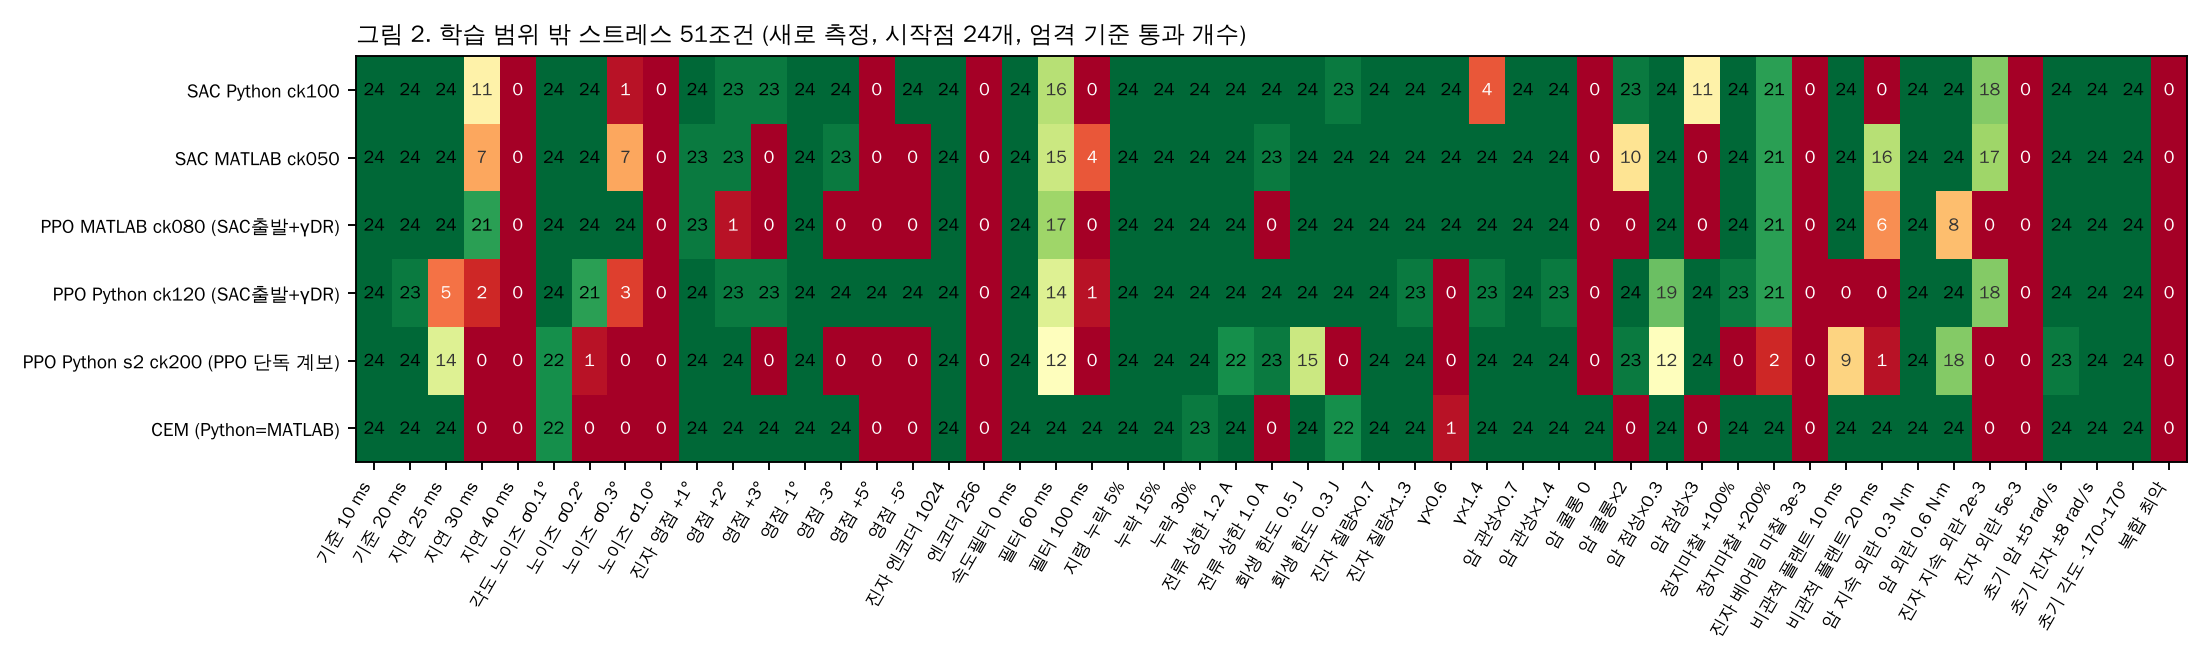 그림 2. 학습 범위 밖 스트레스 51조건 (새로 측정, 시작점 24개, 엄격 기준 통과 개수)
SAC Python ck100 24 24 24 11 0 24 24 1 0 24 23 23 24 24 0 24 24 0 24 16 0 24 24 24 24 24 24 23 24 24 24 4 24 24 0 23 24 11 24 21 0 24 0 24 24 18 0 24 24 24 0
SAC MATLAB ck050 24 24 24 7 0 24 24 7 0 23 23 0 24 23 0 0 24 0 24 15 4 24 24 24 24 23 24 24 24 24 24 24 24 24 0 10 24 0 24 21 0 24 16 24 24 17 0 24 24 24 0
PPO MATLAB ck080 (SAC출발+γDR) 24 24 24 21 0 24 24 24 0 23 1 0 24 0 0 0 24 0 24 17 0 24 24 24 24 0 24 24 24 24 24 24 24 24 0 0 24 0 24 21 0 24 6 24 8 0 0 24 24 24 0
PPO Python ck120 (SAC출발+γDR) 24 23 5 2 0 24 21 3 0 24 23 23 24 24 24 24 24 0 24 14 1 24 24 24 24 24 24 24 24 23 0 23 24 23 0 24 19 24 23 21 0 0 0 24 24 18 0 24 24 24 0
PPO Python s2 ck200 (PPO 단독 계보) 24 24 14 0 0 22 1 0 0 24 24 0 24 0 0 0 24 0 24 12 0 24 24 24 22 23 15 0 24 24 0 24 24 24 0 23 12 24 0 2 0 9 1 24 18 0 0 23 24 24 0
CEM (Python=MATLAB) 24 24 24 0 0 22 0 0 0 24 24 24 24 24 0 0 24 0 24 24 24 24 24 23 24 0 24 22 24 24 1 24 24 24 24 0 24 0 24 24 0 24 24 24 24 0 0 24 24 24 0
기준 10 ms
기준 20 ms
지연 25 ms
지연 30 ms
지연 40 ms
각도 노이즈 σ0.1°
노이즈 σ0.2°
노이즈 σ0.3°
노이즈 σ1.0°
진자 영점 +1°
영점 +2°
영점 +3°
영점 -1°
영점 -3°
영점 +5°
영점 -5°
진자 엔코더 1024
엔코더 256
속도필터 0 ms
필터 60 ms
필터 100 ms
지령 누락 5%
누락 15%
누락 30%
전류 상한 1.2 A
전류 상한 1.0 A
회생 한도 0.5 J
회생 한도 0.3 J
진자 질량×0.7
진자 질량×1.3
γ×0.6
γ×1.4
암 관성×0.7
암 관성×1.4
암 쿨롱 0
암 쿨롱×2
암 점성×0.3
암 점성×3
정지마찰 +100%
정지마찰 +200%
진자 베어링 마찰 3e-3
비관적 플랜트 10 ms
비관적 플랜트 20 ms
암 지속 외란 0.3 N·m
암 외란 0.6 N·m
진자 지속 외란 2e-3
진자 외란 5e-3
초기 암 ±5 rad/s
초기 진자 ±8 rad/s
초기 각도 -170~170°
복합 최악